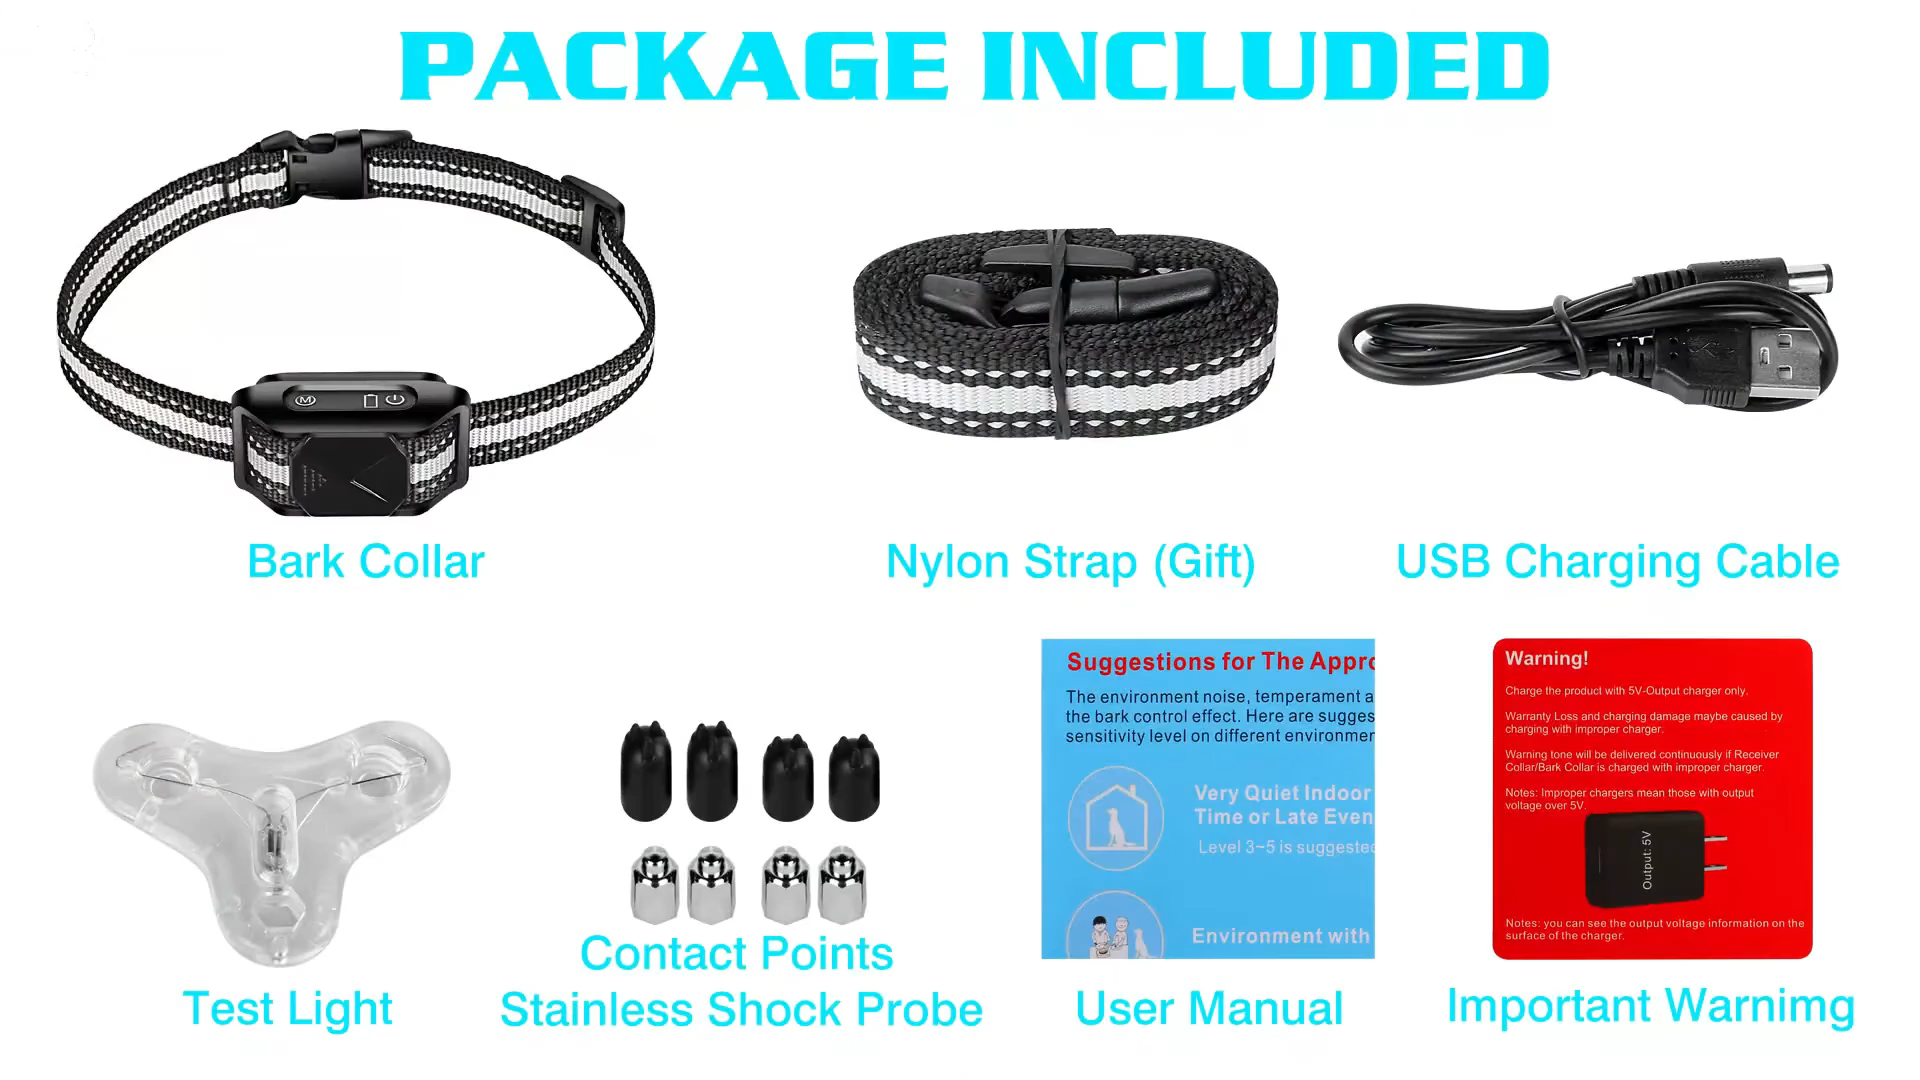 PACKAGE INCLUDED
M
Bark Collar
Nylon Strap (Gift)
USB Charging Cable
Test Light
Contact Points
Stainless Shock Probe
Suggestions for The Appro
The environment noise, temperament a
the bark control effect. Here are sugges
sensitivity level on different environmen
Very Quiet Indoor
Time or Late Even
Level 3~5 is suggested
Environment with
User Manual
Warning!
Charge the product with 5V-Output charger only.
Warranty Loss and charging damage maybe caused by
charging with improper charger.
Warning tone will be delivered continuously if Receiver
Collar/Bark Collar is charged with improper charger.
Notes: Improper chargers mean those with output
voltage over 5V.
Output: 5V
Notes: you can see the output voltage information on the
surface of the charger.
Important Warnimg